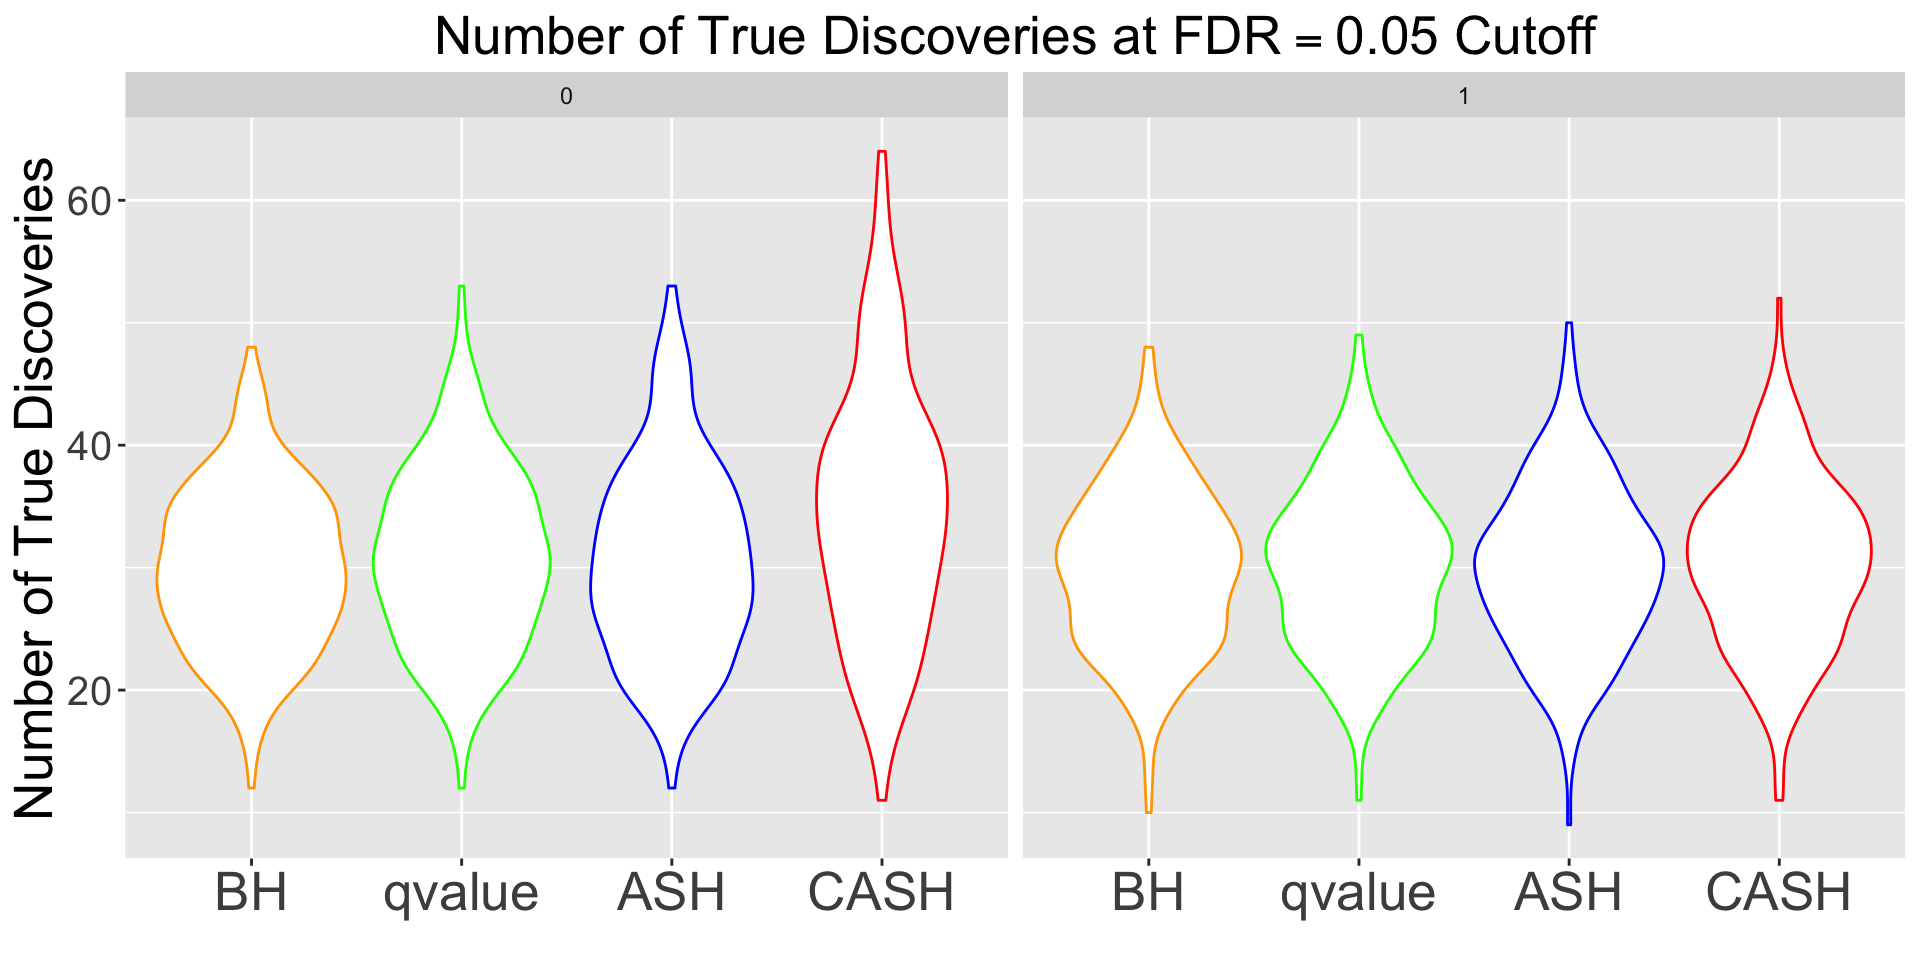 Number of True Discoveries at FDR = 0.05 Cutoff
0
1
Number of True Discoveries
60
40
20
BH
qvalue
ASH
CASH
BH
qvalue
ASH
CASH